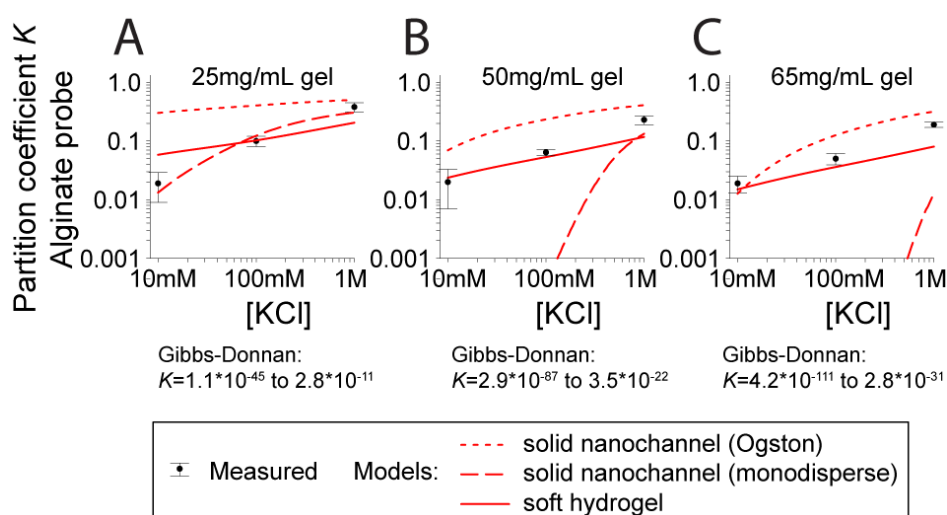 A
B
C
25mg/mL gel
50mg/mL gel
65mg/mL gel
Partition coefficient K
Alginate probe
1.0
0.1
0.01
0.001
10mM
100mM
1M
[KCl]
1.0
0.1
0.01
0.001
10mM
100mM
1M
[KCl]
1.0
0.1
0.01
0.001
10mM
100mM
1M
[KCl]
Gibbs-Donnan:
K=1.1*10⁻⁴⁵ to 2.8*10⁻¹¹
Gibbs-Donnan:
K=2.9*10⁻⁸⁷ to 3.5*10⁻²²
Gibbs-Donnan:
K=4.2*10⁻¹¹¹ to 2.8*10⁻³¹
Measured
Models:
solid nanochannel (Ogston)
solid nanochannel (monodisperse)
soft hydrogel